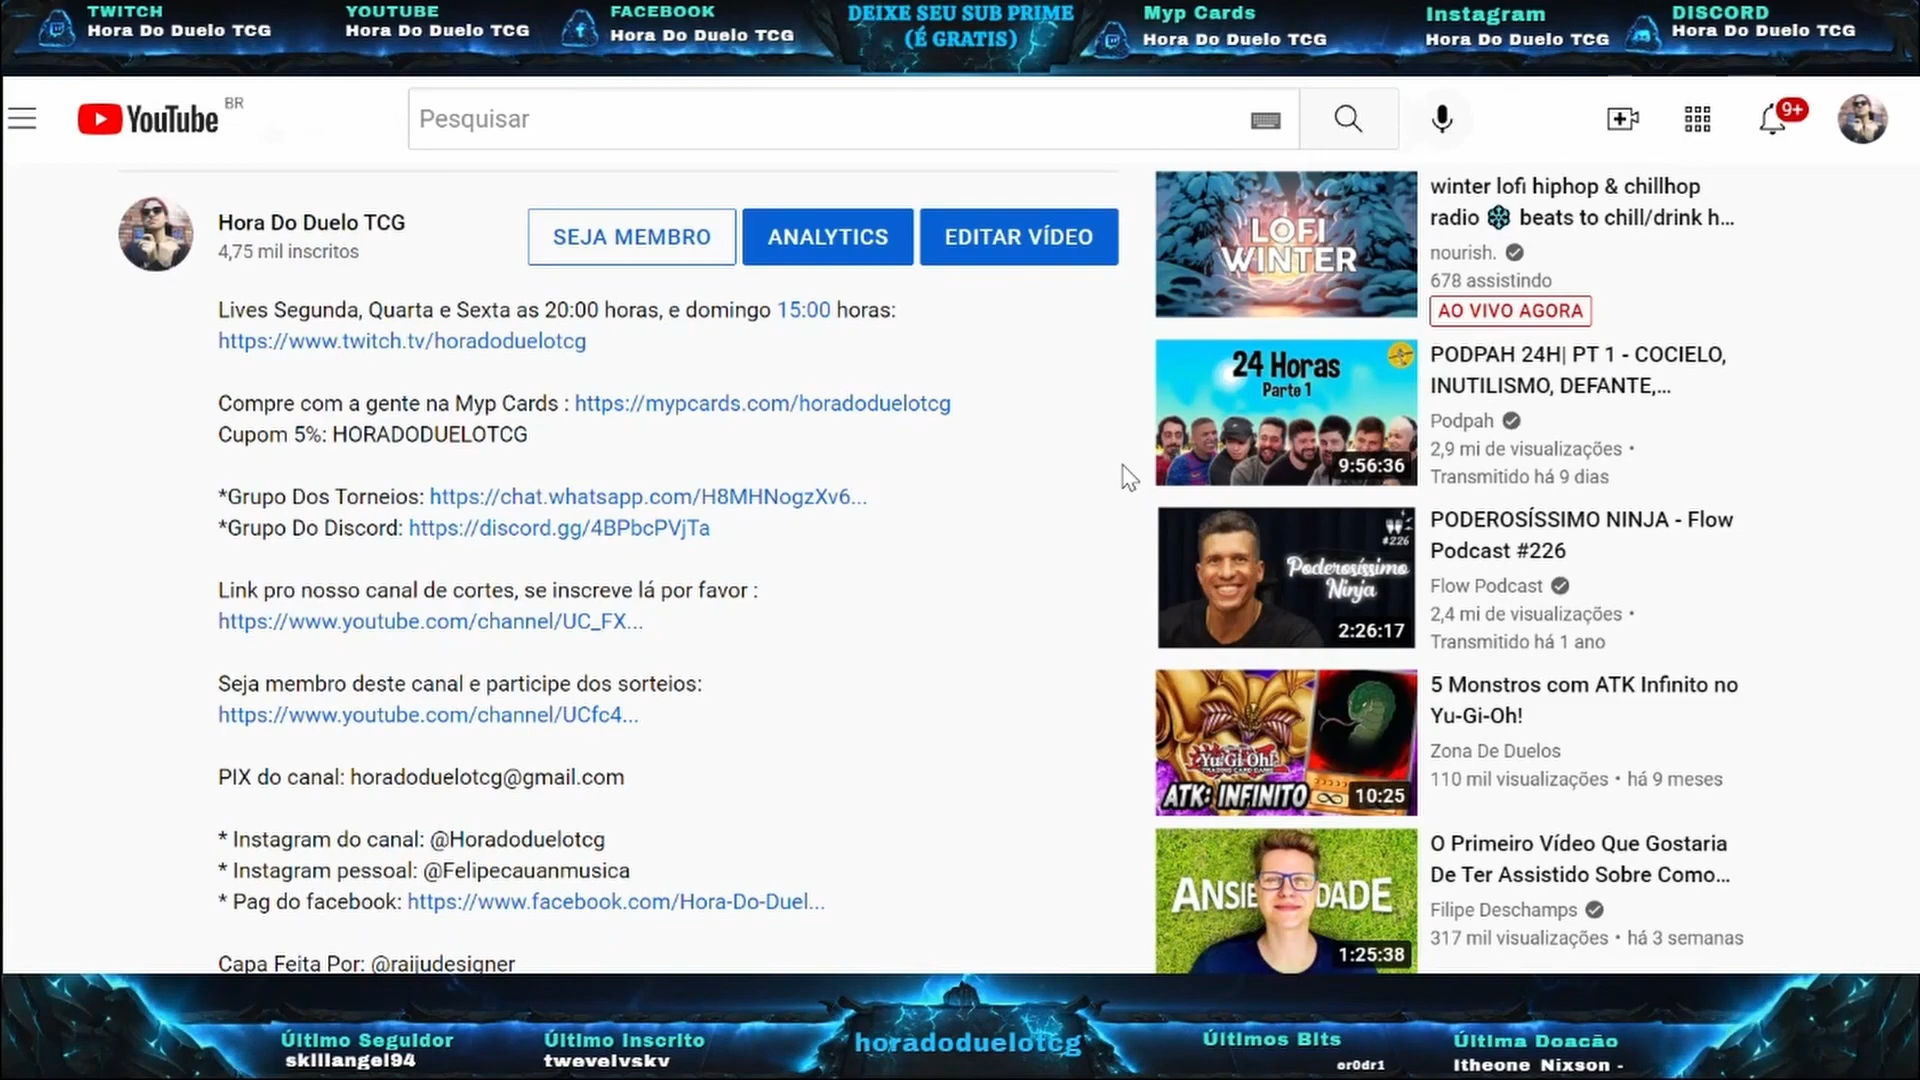 TWITCH
Hora Do Duelo TCG
YOUTUBE
Hora Do Duelo TCG
FACEBOOK
Hora Do Duelo TCG
DEIXE SEU SUB PRIME
(É GRATIS)
Myp Cards
Hora Do Duelo TCG
Instagram
Hora Do Duelo TCG
DISCORD
Hora Do Duelo TCG
YouTube BR
Pesquisar
9+
Hora Do Duelo TCG
4,75 mil inscritos
SEJA MEMBRO
ANALYTICS
EDITAR VÍDEO
Lives Segunda, Quarta e Sexta as 20:00 horas, e domingo 15:00 horas:
https://www.twitch.tv/horadoduelotcg
Compre com a gente na Myp Cards : https://mypcards.com/horadoduelotcg
Cupom 5%: HORADODUELOTCG
*Grupo Dos Torneios: https://chat.whatsapp.com/H8MHNogzXv6...
*Grupo Do Discord: https://discord.gg/4BPbcPVjTa
Link pro nosso canal de cortes, se inscreve lá por favor :
https://www.youtube.com/channel/UC_FX...
Seja membro deste canal e participe dos sorteios:
https://www.youtube.com/channel/UCfc4...
PIX do canal: horadoduelotcg@gmail.com
* Instagram do canal: @Horadoduelotcg
* Instagram pessoal: @Felipecauanmusica
* Pag do facebook: https://www.facebook.com/Hora-Do-Duel...
Capa Feita Por: @raijudesigner
LOFI
WINTER
winter lofi hiphop & chillhop
radio ❄ beats to chill/drink h...
nourish.
678 assistindo
AO VIVO AGORA
24 Horas
Parte 1
9:56:36
PODPAH 24H| PT 1 - COCIELO,
INUTILISMO, DEFANTE,...
Podpah
2,9 mi de visualizações •
Transmitido há 9 dias
#226
Poderosíssimo
Ninja
2:26:17
PODEROSÍSSIMO NINJA - Flow
Podcast #226
Flow Podcast
2,4 mi de visualizações •
Transmitido há 1 ano
Yu-Gi-Oh!
TRADING CARD GAME
ATK: INFINITO
10:25
5 Monstros com ATK Infinito no
Yu-Gi-Oh!
Zona De Duelos
110 mil visualizações • há 9 meses
ANSIEDADE
1:25:38
O Primeiro Vídeo Que Gostaria
De Ter Assistido Sobre Como...
Filipe Deschamps
317 mil visualizações • há 3 semanas
Último Seguidor
skillangel94
Último Inscrito
twevelvskv
horadoduelotcg
Últimos Bits
or0dr1
Última Doacão
Itheone Nixson -